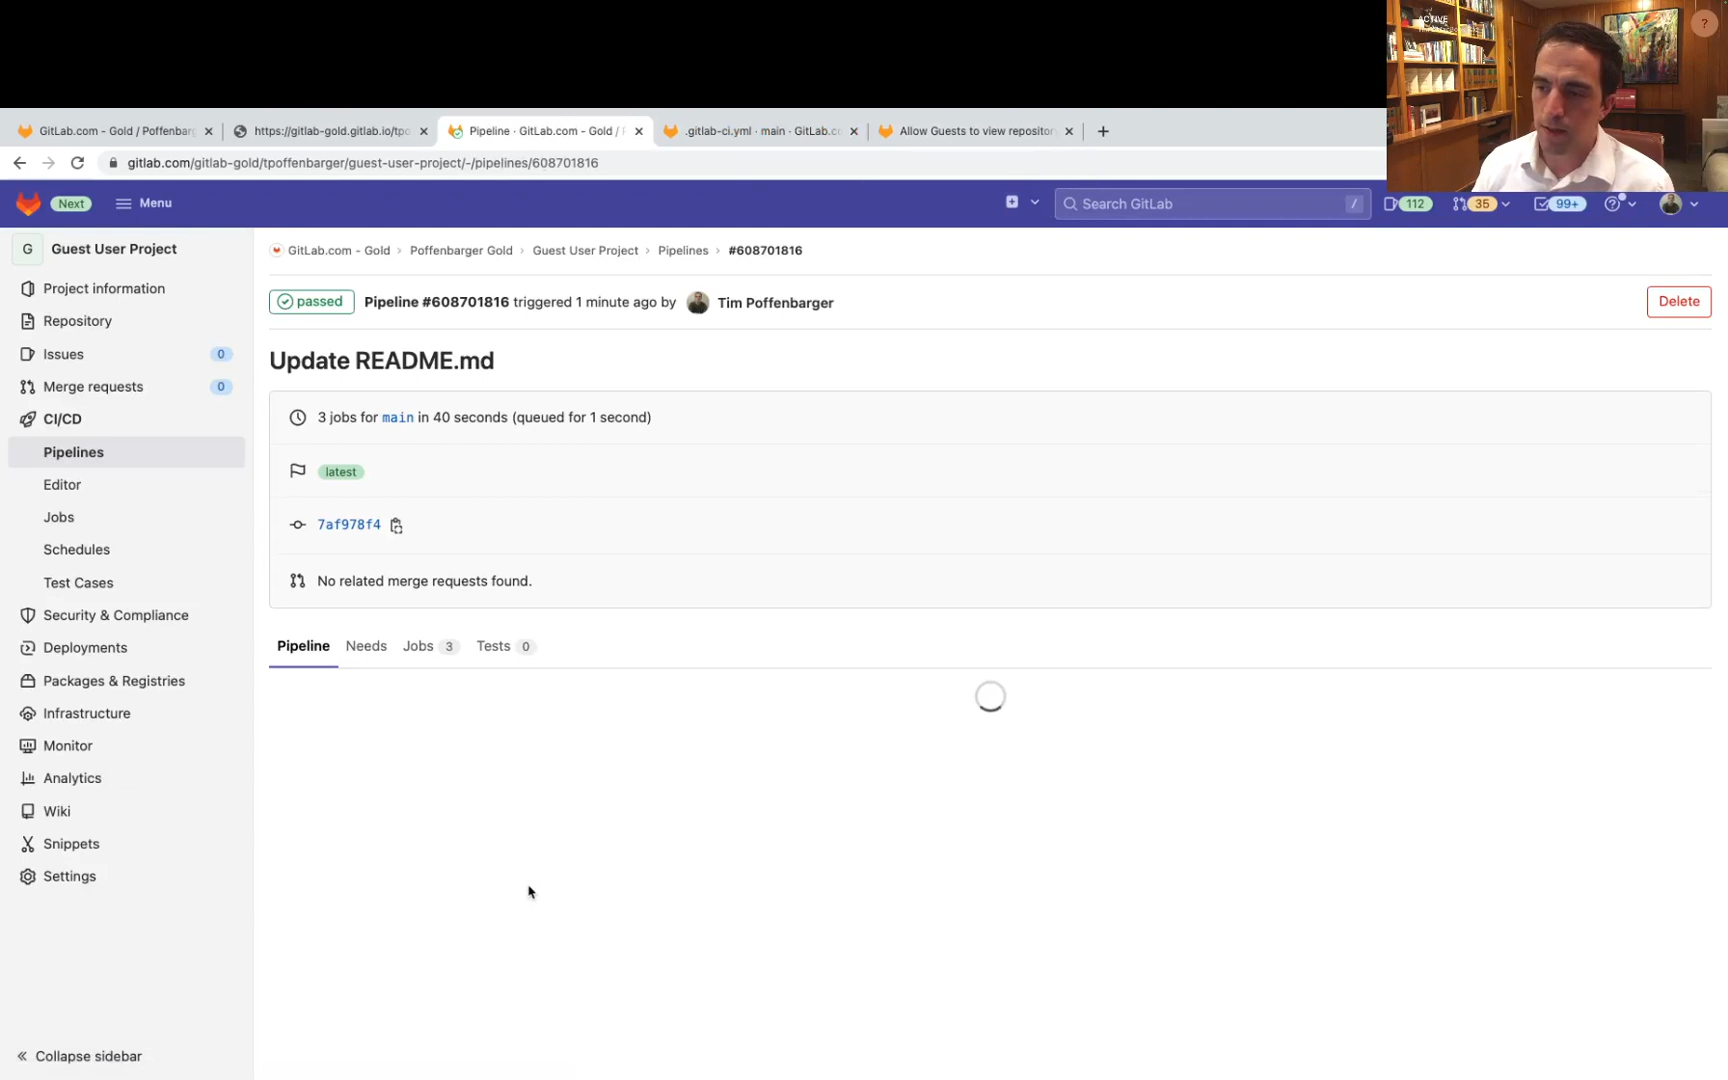 ACTIVE
?
GitLab.com - Gold / Poffenbarg
https://gitlab-gold.gitlab.io/tpo
Pipeline · GitLab.com - Gold /
.gitlab-ci.yml · main · GitLab.c
Allow Guests to view repositor
gitlab.com/gitlab-gold/tpoffenbarger/guest-user-project/-/pipelines/608701816
Next
Menu
Search GitLab
/
112
35
99+
G
Guest User Project
Project information
Repository
Issues 0
Merge requests 0
CI/CD
Pipelines
Editor
Jobs
Schedules
Test Cases
Security & Compliance
Deployments
Packages & Registries
Infrastructure
Monitor
Analytics
Wiki
Snippets
Settings
Collapse sidebar
GitLab.com - Gold › Poffenbarger Gold › Guest User Project › Pipelines › #608701816
passed Pipeline #608701816 triggered 1 minute ago by Tim Poffenbarger
Delete
Update README.md
3 jobs for main in 40 seconds (queued for 1 second)
latest
7af978f4
No related merge requests found.
Pipeline Needs Jobs 3 Tests 0